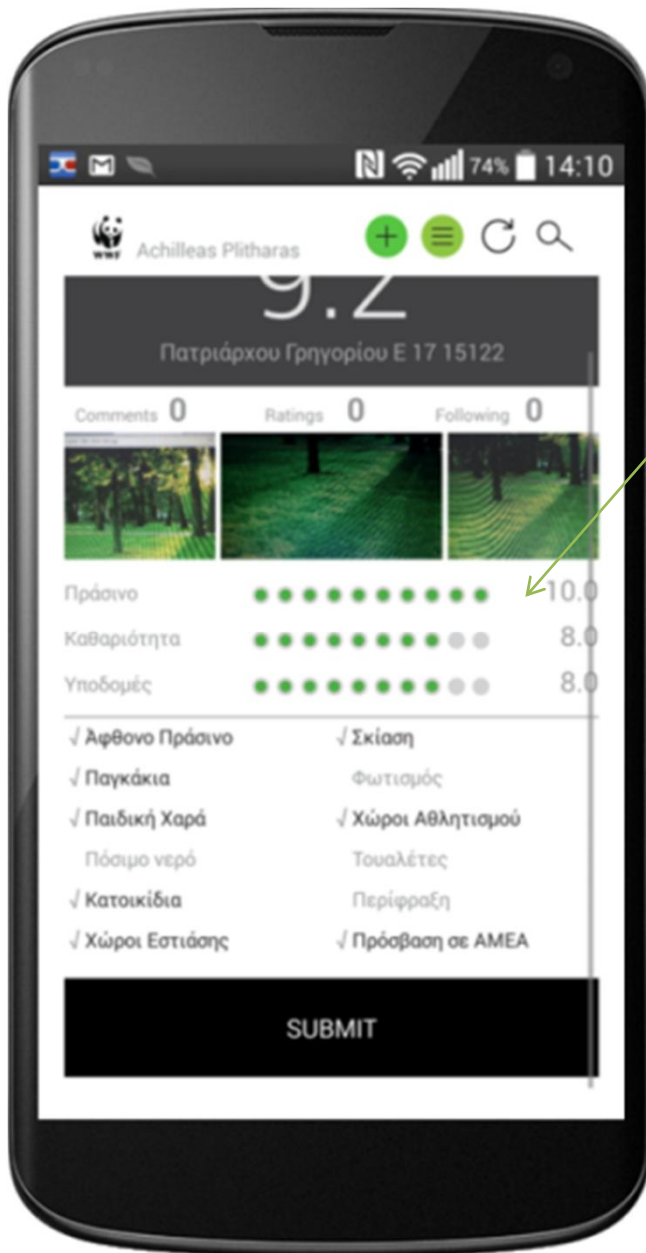 74% 14:10
WWF Achilleas Plitharas
9.2
Πατριάρχου Γρηγορίου Ε 17 15122
Comments 0 Ratings 0 Following 0
Πράσινο 10.0
Καθαριότητα 8.0
Υποδομές 8.0
√ Άφθονο Πράσινο √ Σκίαση
√ Παγκάκια Φωτισμός
√ Παιδική Χαρά √ Χώροι Αθλητισμού
Πόσιμο νερό Τουαλέτες
√ Κατοικίδια Περίφραξη
√ Χώροι Εστιάσης √ Πρόσβαση σε ΑΜΕΑ
SUBMIT